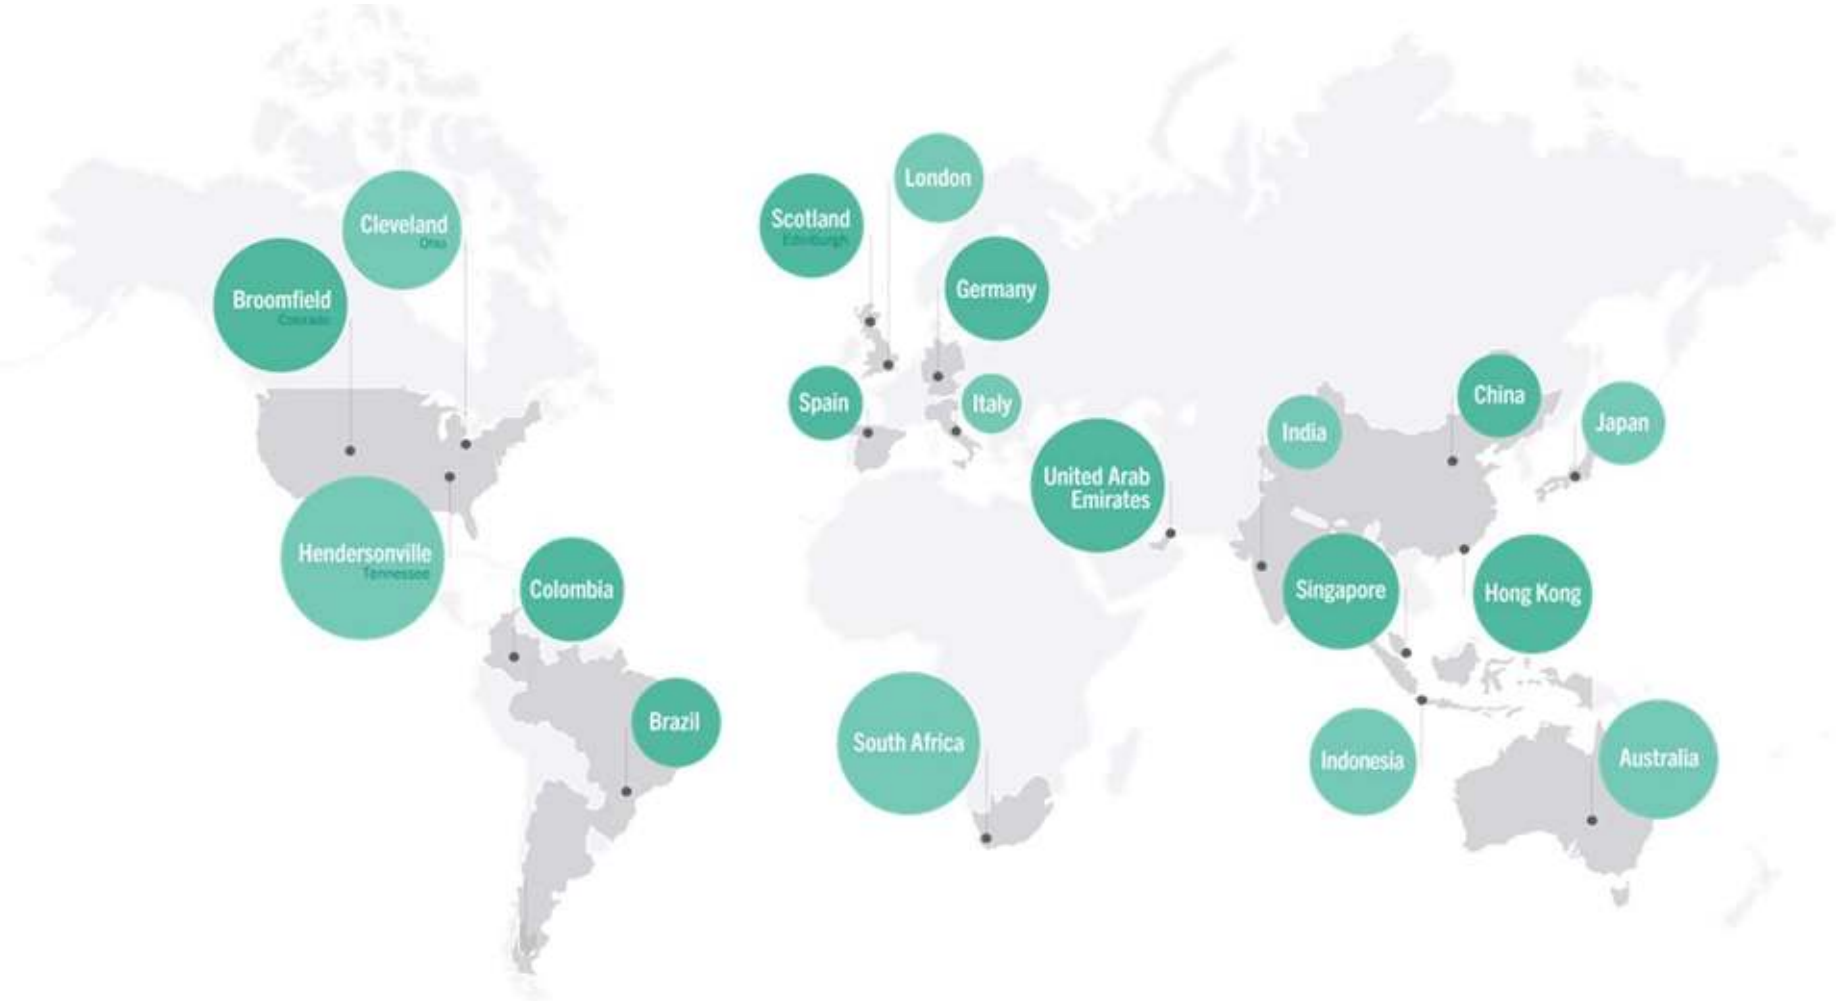 London
Scotland
Edinburgh
Cleveland
Ohio
Germany
Broomfield
Colorado
Spain
Italy
China
Japan
India
United Arab
Emirates
Hendersonville
Tennessee
Colombia
Singapore
Hong Kong
Brazil
South Africa
Indonesia
Australia